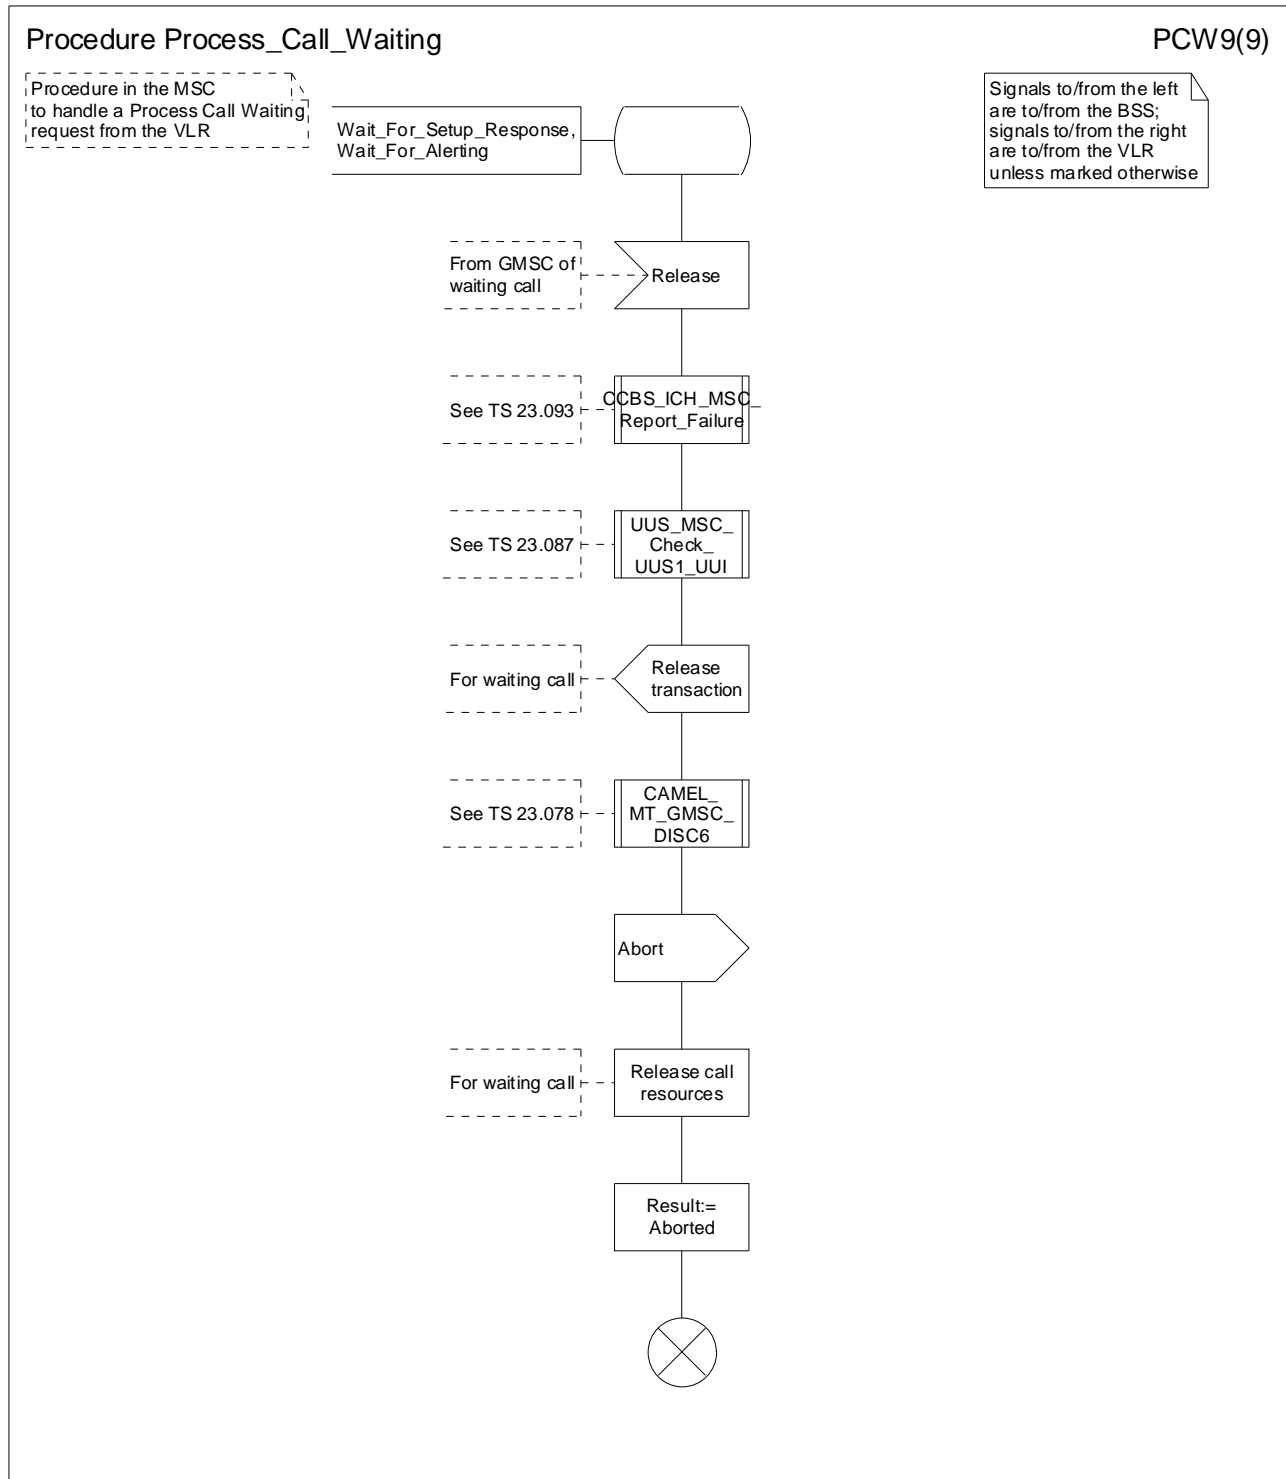 Procedure Process_Call_Waiting
PCW9(9)
Procedure in the MSC
to handle a Process Call Waiting
request from the VLR
Wait_For_Setup_Response,
Wait_For_Alerting
Signals to/from the left
are to/from the BSS;
signals to/from the right
are to/from the VLR
unless marked otherwise
From GMSC of
waiting call
Release
See TS 23.093
CCBS_ICH_MSC_
Report_Failure
See TS 23.087
UUS_MSC_
Check_
UUS1_UUI
For waiting call
Release
transaction
See TS 23.078
CAMEL_
MT_GMSC_
DISC6
Abort
For waiting call
Release call
resources
Result:=
Aborted